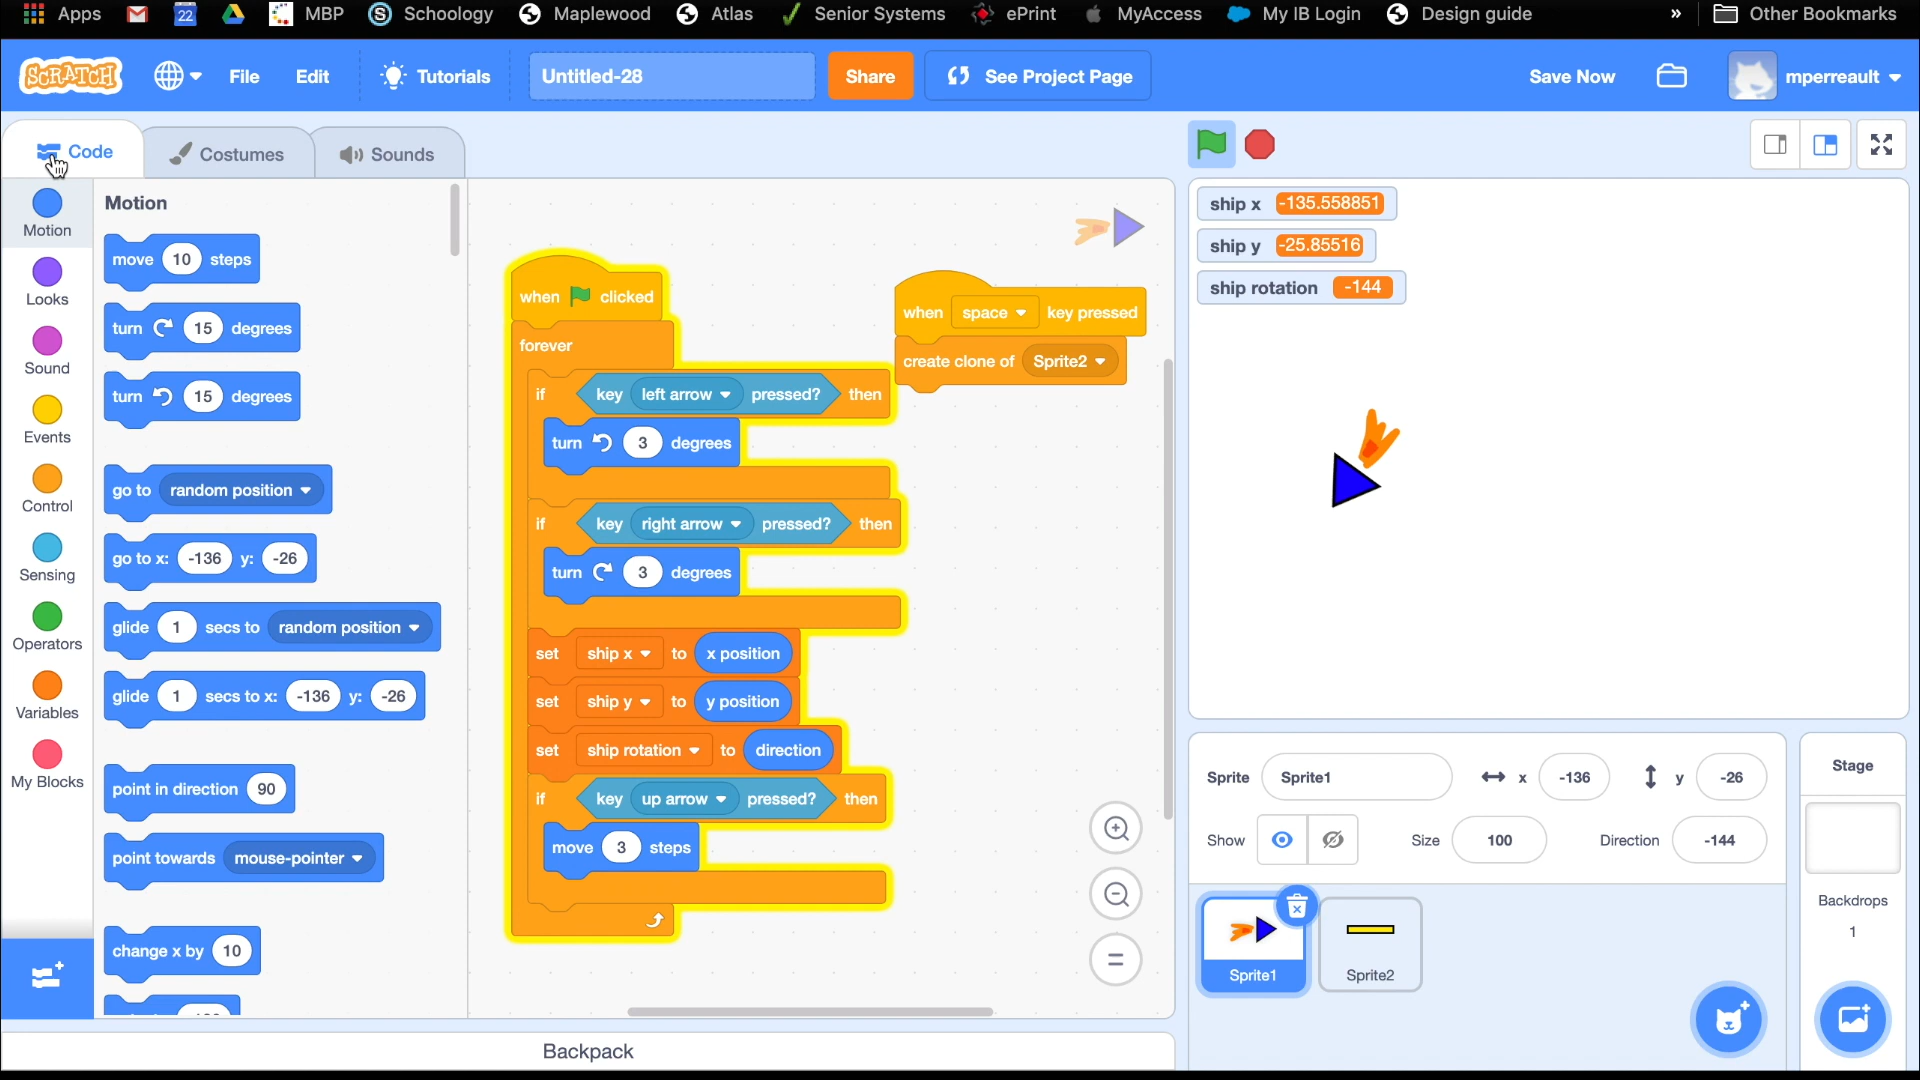 Apps 22 MBP Schoology Maplewood Atlas Senior Systems ePrint MyAccess My IB Login Design guide » Other Bookmarks
SCRATCH File Edit Tutorials Untitled-28 Share See Project Page Save Now mperreault
Code Costumes Sounds
Motion
Looks
Sound
Events
Control
Sensing
Operators
Variables
My Blocks
Motion
move 10 steps
turn 15 degrees
turn 15 degrees
go to random position
go to x: -136 y: -26
glide 1 secs to random position
glide 1 secs to x: -136 y: -26
point in direction 90
point towards mouse-pointer
change x by 10
when clicked
forever
if key left arrow pressed? then
turn 3 degrees
if key right arrow pressed? then
turn 3 degrees
set ship x to x position
set ship y to y position
set ship rotation to direction
if key up arrow pressed? then
move 3 steps
when space key pressed
create clone of Sprite2
Backpack
ship x -135.558851
ship y -25.85516
ship rotation -144
Sprite Sprite1 x -136 y -26
Show Size 100 Direction -144
Sprite1 Sprite2
Stage
Backdrops
1